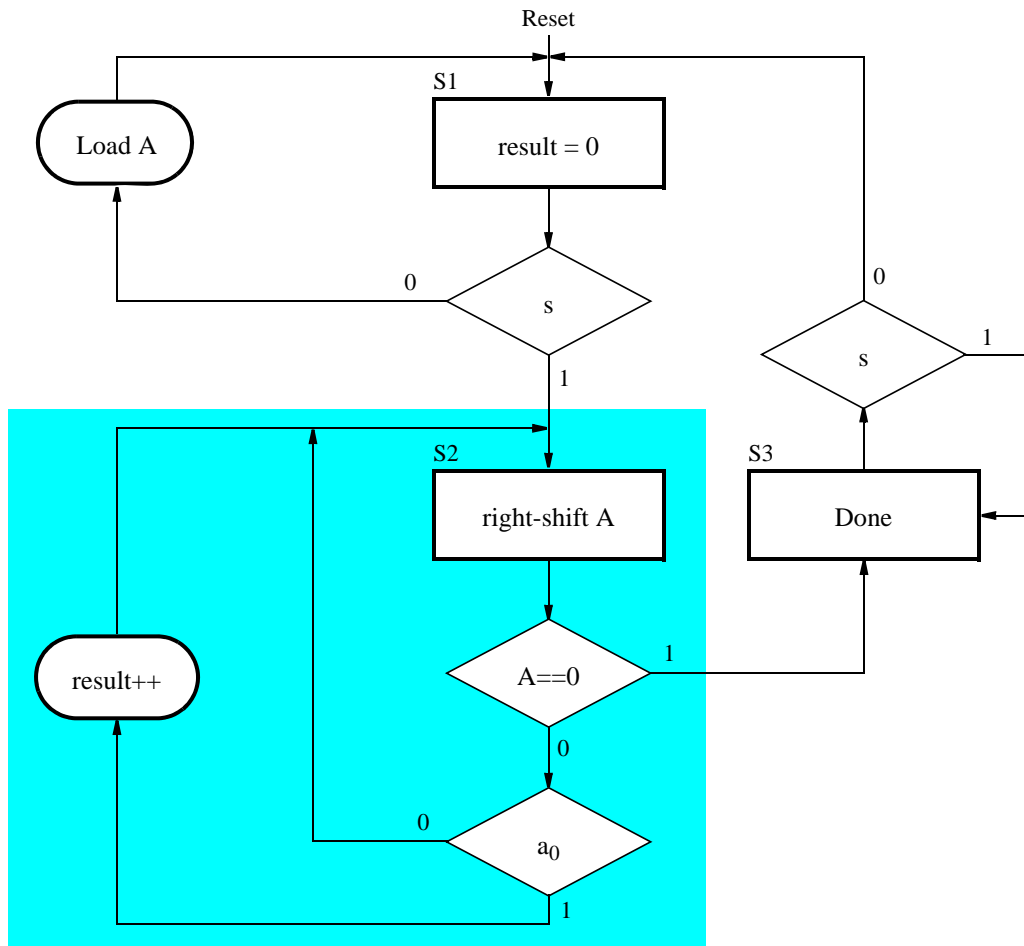 Reset
S1
Load A
result = 0
0
0
s
1
s
1
S2
S3
right-shift A
Done
1
result++
A==0
0
0
a0
1